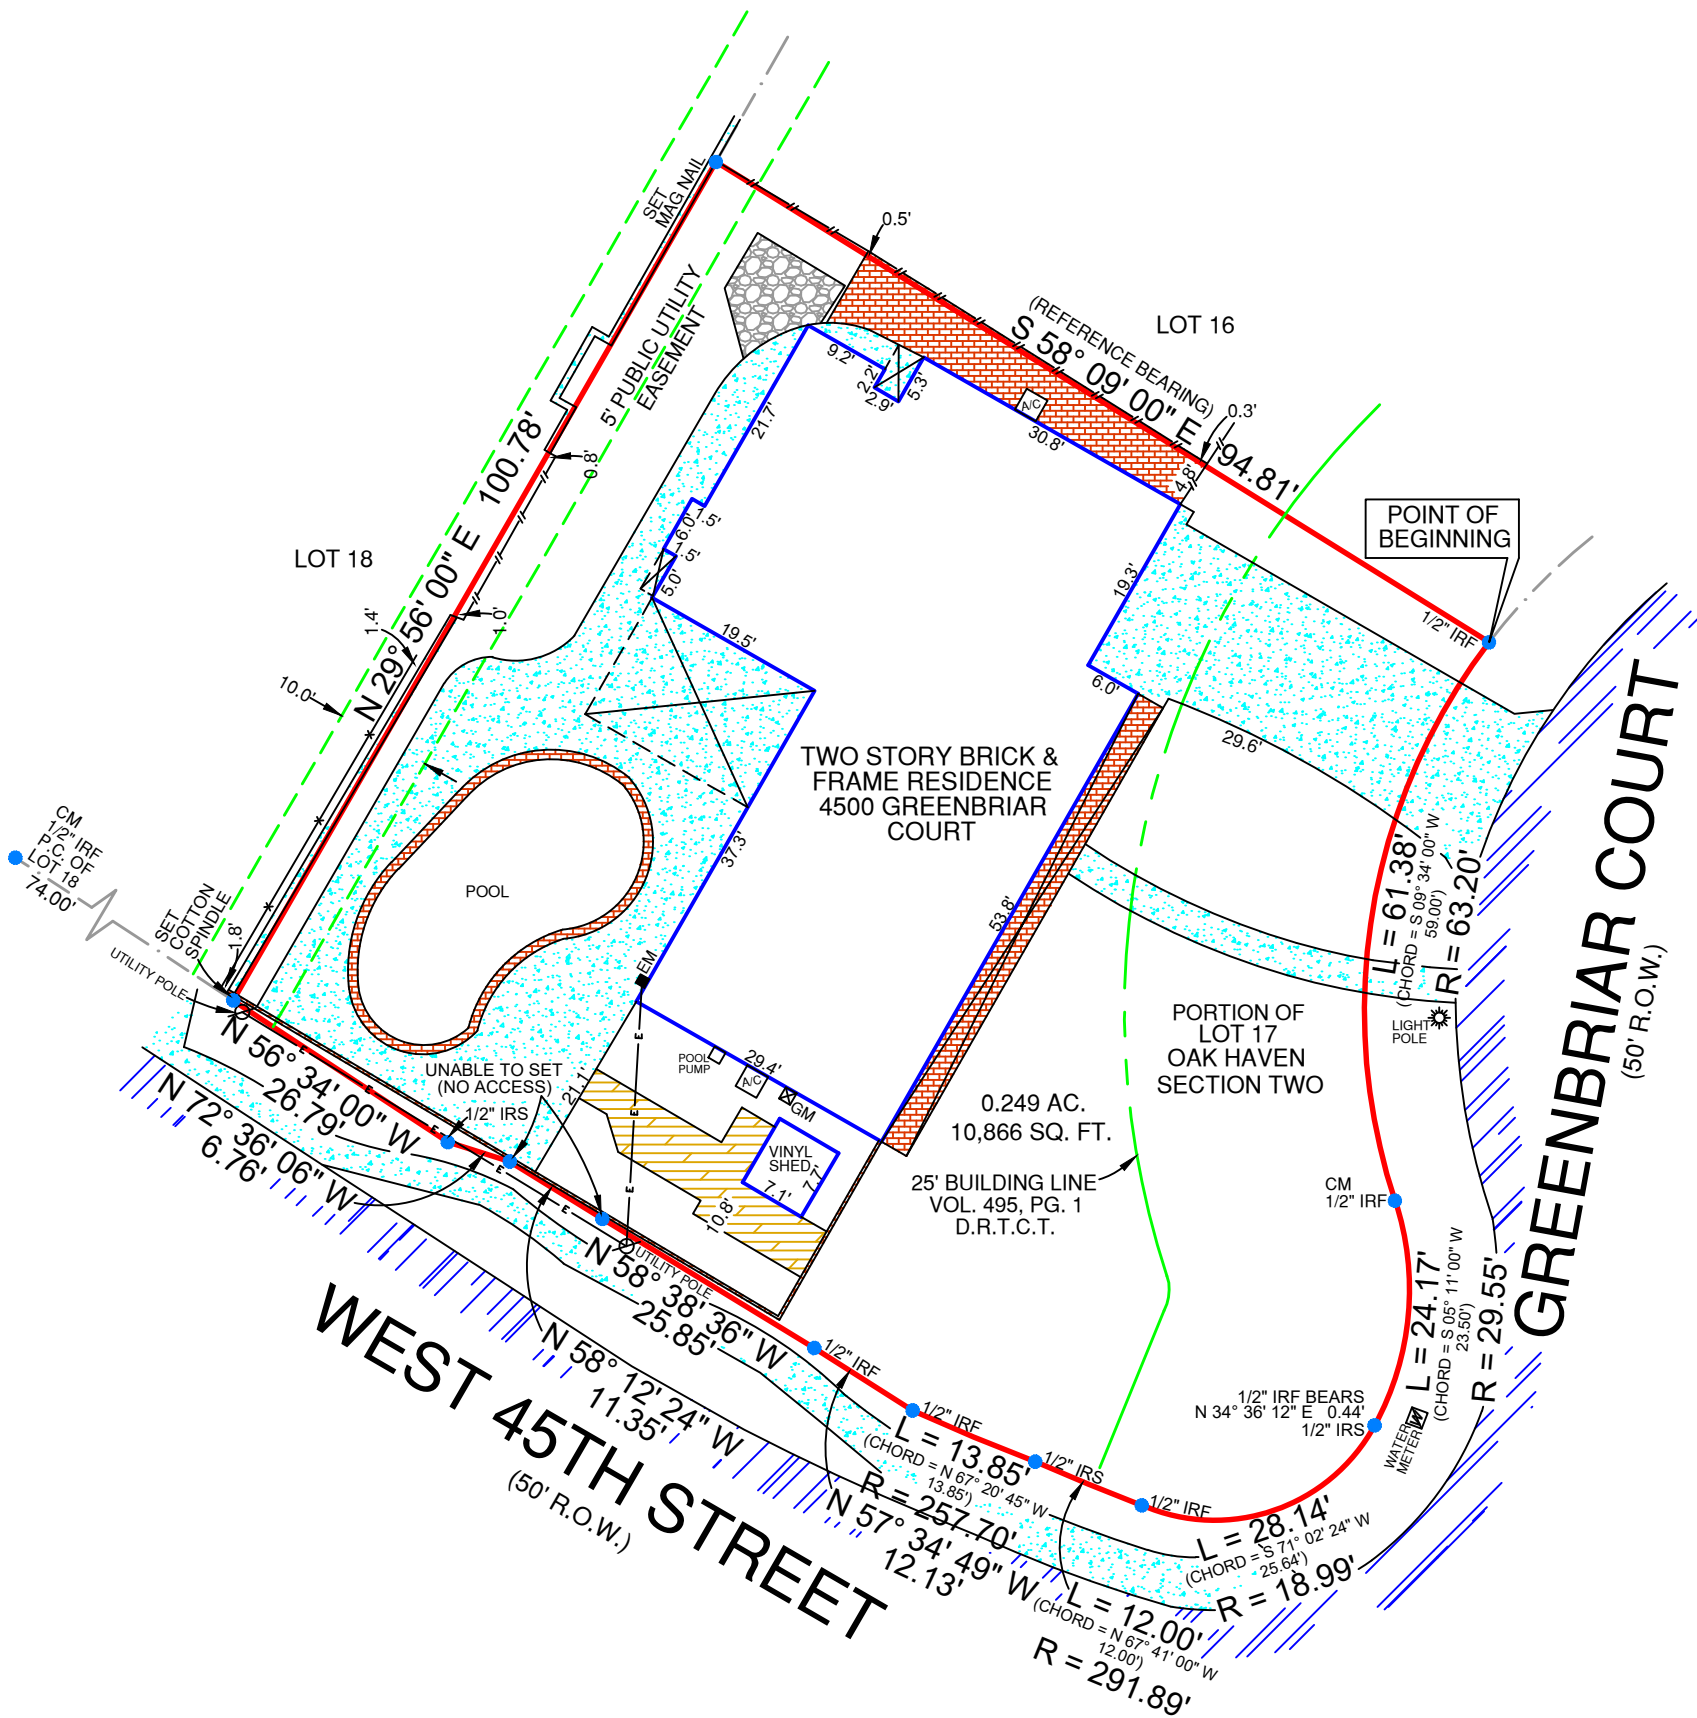 SET
MAG NAIL
0.5'
LOT 16
(REFERENCE BEARING)
S 58° 09' 00" E 94.81'
0.3'
5' PUBLIC UTILITY
EASEMENT
9.2'
2.2'
2.9'
5.3'
A/C
30.8'
4.8'
21.7'
POINT OF
BEGINNING
1/2" IRF
N 29° 56' 00" E 100.78'
0.8'
LOT 18
1.4'
1.0'
10.0'
7.5'
6.0'
.5'
5.0'
19.5'
19.3'
6.0'
29.6'
TWO STORY BRICK &
FRAME RESIDENCE
4500 GREENBRIAR
COURT
37.3'
53.8'
POOL
CM
1/2" IRF
P.C. OF
LOT 18
74.00'
SET
COTTON
SPINDLE
1.8'
UTILITY POLE
EM
GREENBRIAR COURT
(50' R.O.W.)
L = 61.38'
(CHORD = S 09° 34' 00" W
59.00')
R = 63.20'
LIGHT
POLE
PORTION OF
LOT 17
OAK HAVEN
SECTION TWO
0.249 AC.
10,866 SQ. FT.
25' BUILDING LINE
VOL. 495, PG. 1
D.R.T.C.T.
POOL
PUMP
29.4'
A/C
GM
VINYL
SHED
7.1'
7.7'
10.8'
21.1'
E
E
E
E
E
E
E
UNABLE TO SET
(NO ACCESS)
1/2" IRS
N 56° 34' 00" W
26.79'
N 72° 36' 06" W
6.76'
UTILITY POLE
N 58° 38' 36" W
25.85'
N 58° 12' 24" W
11.35'
WEST 45TH STREET
(50' R.O.W.)
CM
1/2" IRF
L = 24.17'
(CHORD = S 05° 11' 00" W
23.50')
R = 29.55'
1/2" IRF BEARS
N 34° 36' 12" E 0.44'
1/2" IRS
WATER
METER
W
1/2" IRF
1/2" IRF
1/2" IRS
1/2" IRF
L = 13.85'
(CHORD = N 67° 20' 45" W
13.85')
R = 257.70'
N 57° 34' 49" W
12.13'
L = 28.14'
(CHORD = S 71° 02' 24" W
25.64')
R = 18.99'
L = 12.00'
(CHORD = N 67° 41' 00" W
12.00')
R = 291.89'